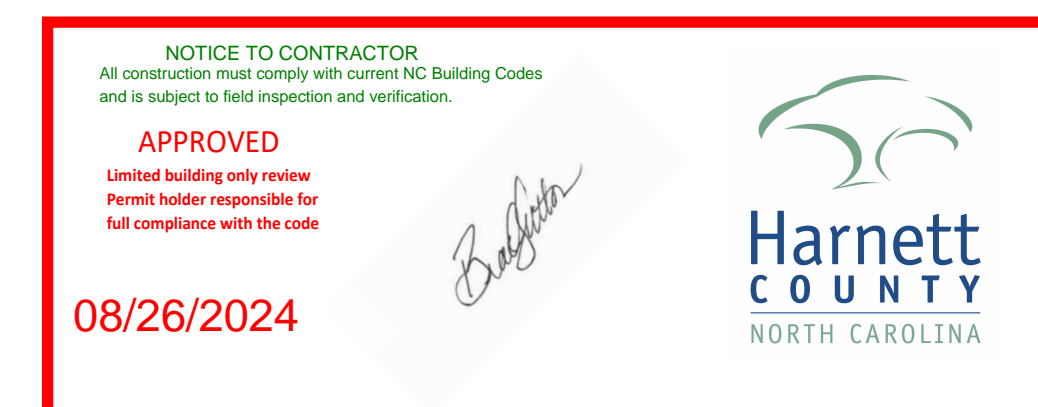 NOTICE TO CONTRACTOR
All construction must comply with current NC Building Codes
and is subject to field inspection and verification.
APPROVED
Limited building only review
Permit holder responsible for
full compliance with the code
08/26/2024
Brad Sutton
Harnett
COUNTY
NORTH CAROLINA